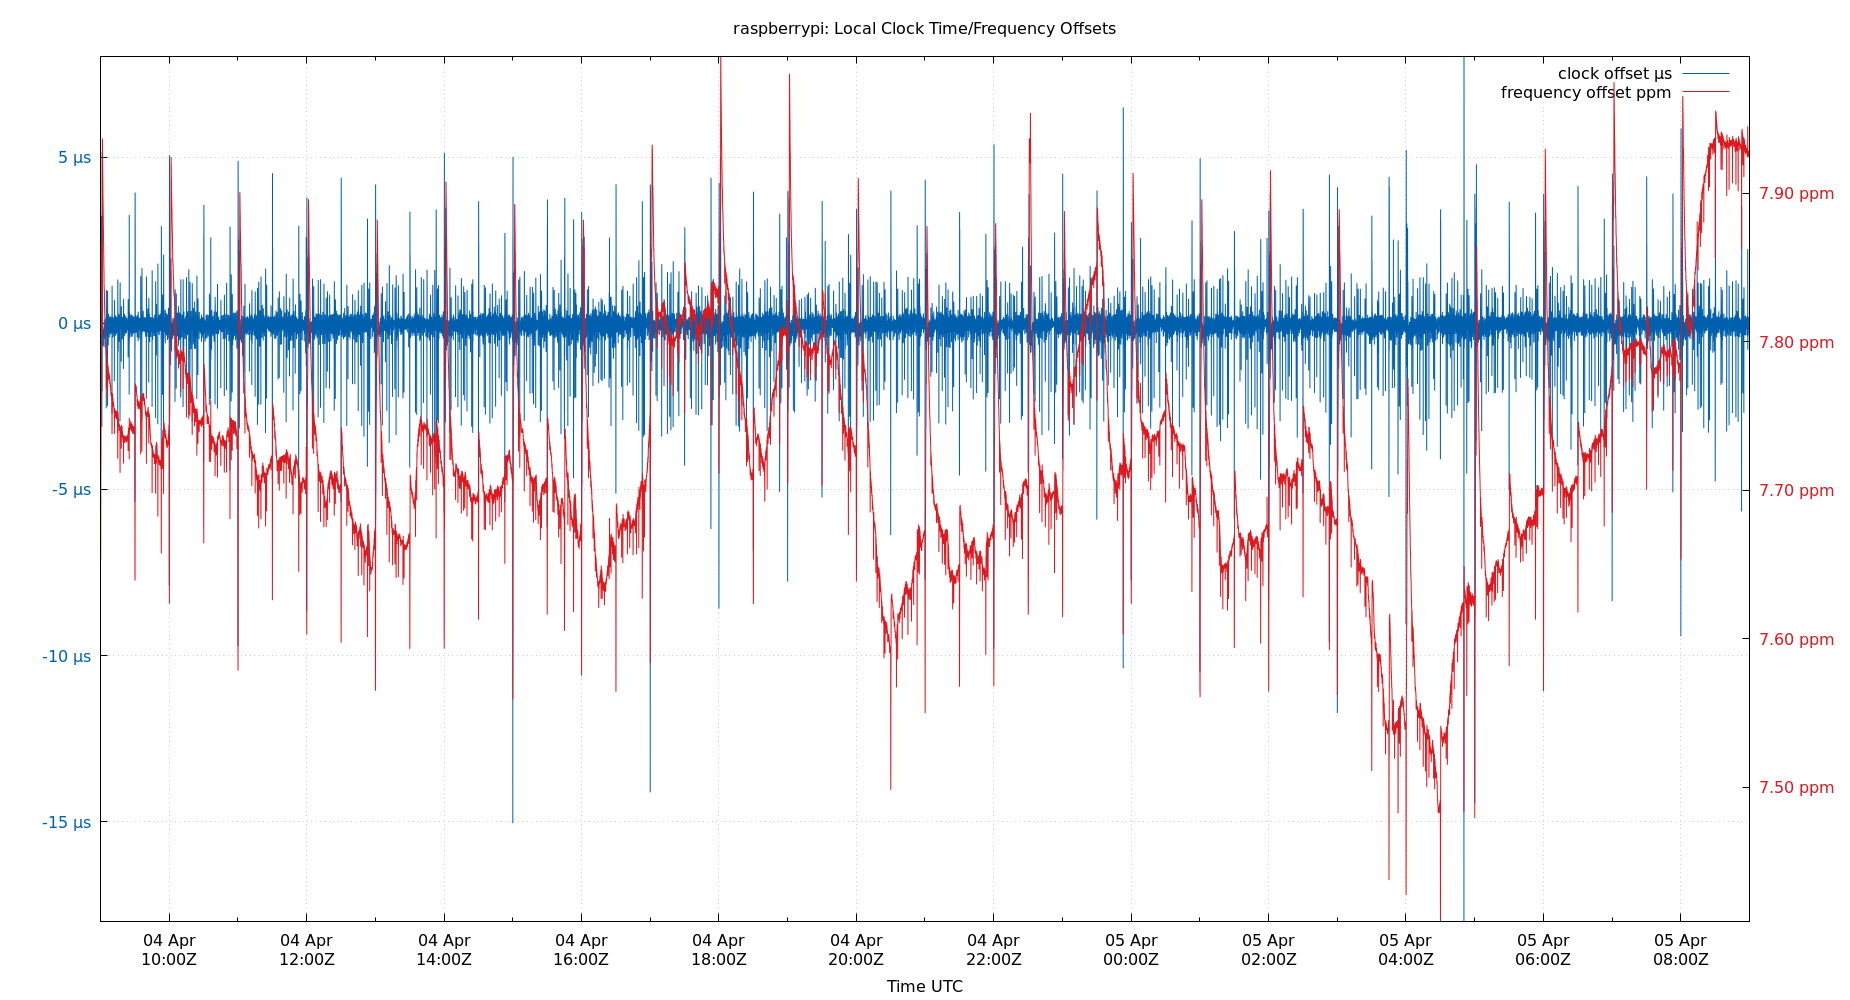 raspberrypi: Local Clock Time/Frequency Offsets
clock offset µs
frequency offset ppm
5 µs
0 µs
-5 µs
-10 µs
-15 µs
7.90 ppm
7.80 ppm
7.70 ppm
7.60 ppm
7.50 ppm
04 Apr
10:00Z
04 Apr
12:00Z
04 Apr
14:00Z
04 Apr
16:00Z
04 Apr
18:00Z
04 Apr
20:00Z
04 Apr
22:00Z
05 Apr
00:00Z
05 Apr
02:00Z
05 Apr
04:00Z
05 Apr
06:00Z
05 Apr
08:00Z
Time UTC